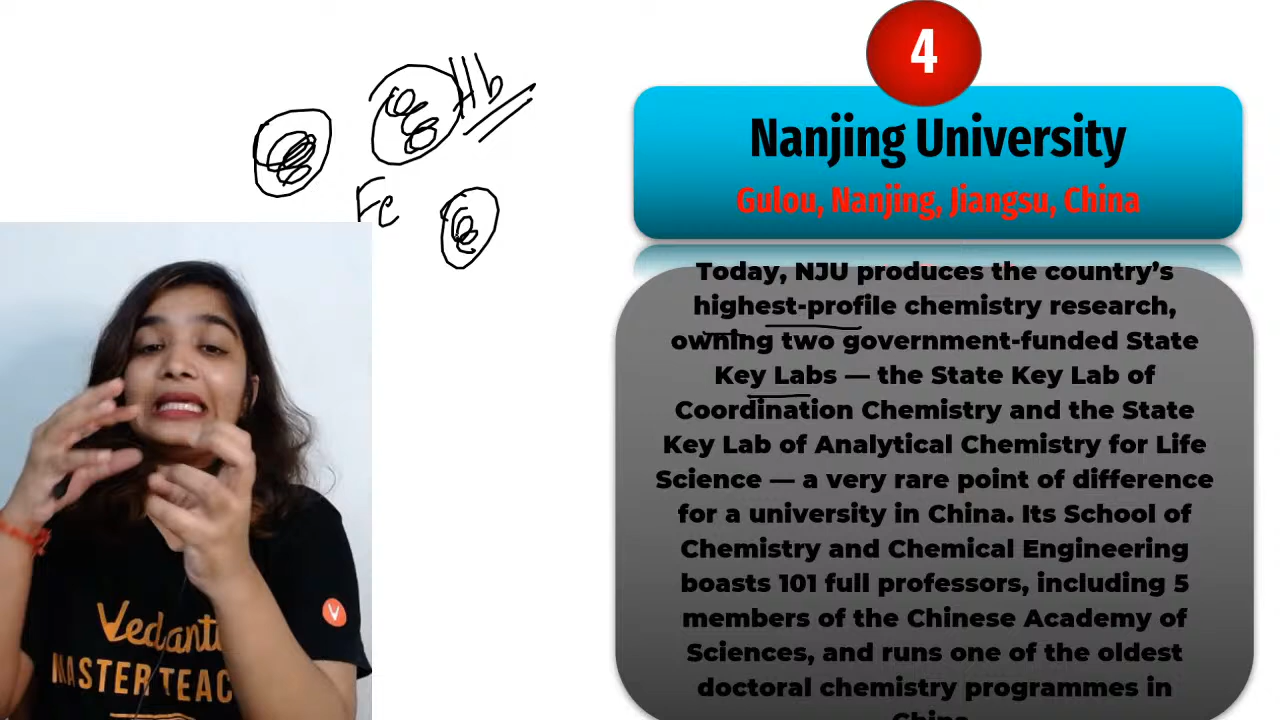 4
Nanjing University
Gulou, Nanjing, Jiangsu, China
Today, NJU produces the country's
highest-profile chemistry research,
owning two government-funded State
Key Labs — the State Key Lab of
Coordination Chemistry and the State
Key Lab of Analytical Chemistry for Life
Science — a very rare point of difference
for a university in China. Its School of
Chemistry and Chemical Engineering
boasts 101 full professors, including 5
members of the Chinese Academy of
Sciences, and runs one of the oldest
doctoral chemistry programmes in
China
Hb
Fe
Vedantu
MASTER TEAC
V